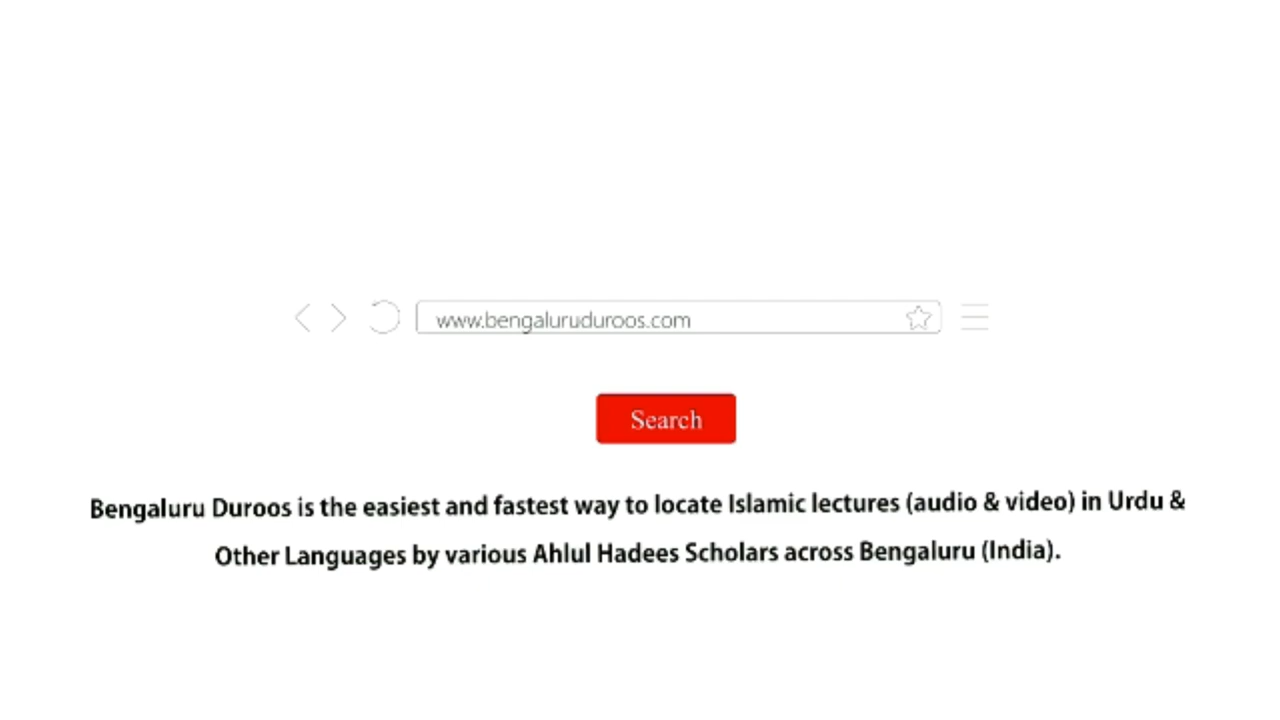 www.bengaluruduroos.com
Search
Bengaluru Duroos is the easiest and fastest way to locate Islamic lectures (audio & video) in Urdu &
Other Languages by various Ahlul Hadees Scholars across Bengaluru (India).